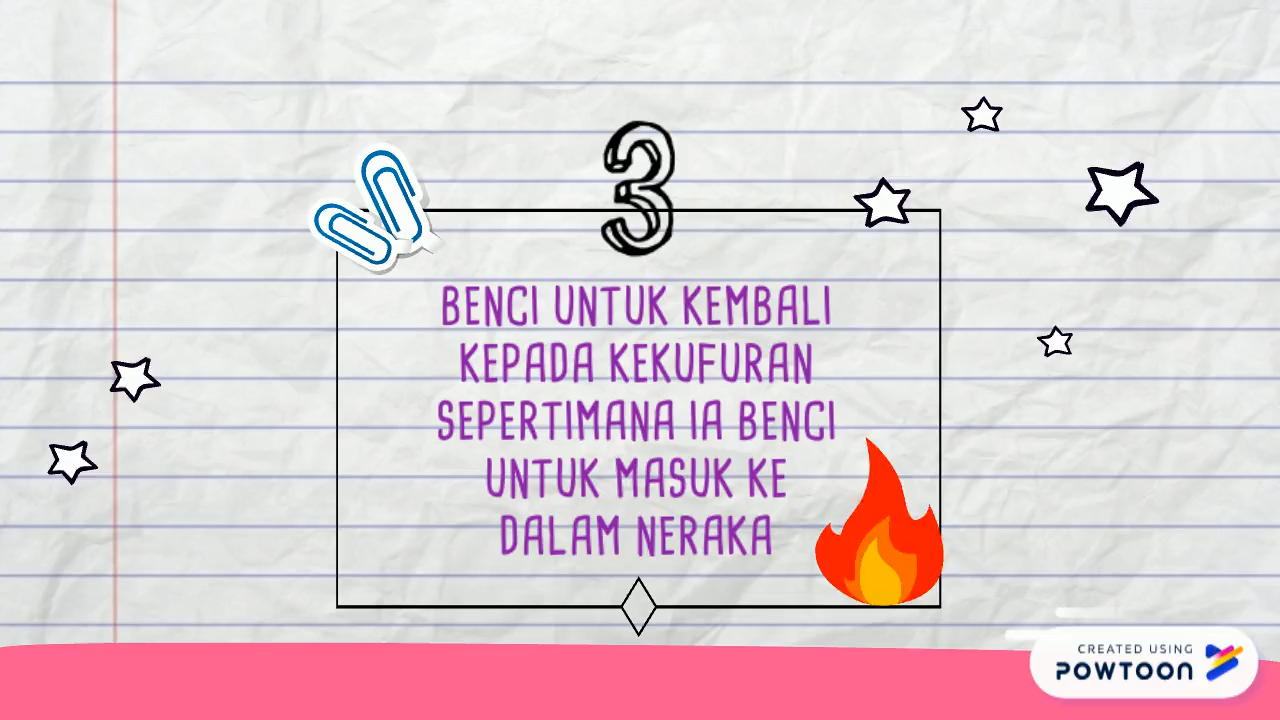 3
BENCI UNTUK KEMBALI
KEPADA KEKUFURAN
SEPERTIMANA IA BENCI
UNTUK MASUK KE
DALAM NERAKA
CREATED USING
POWTOON